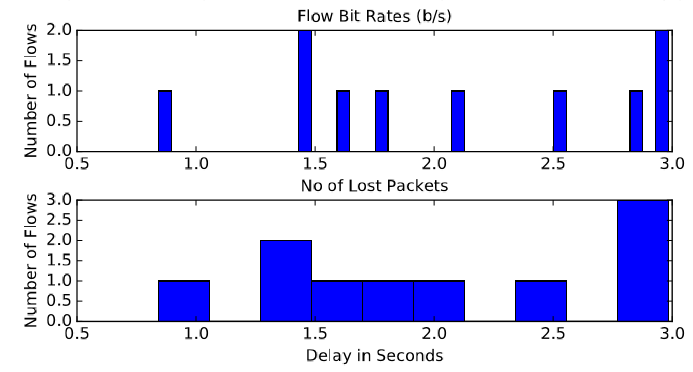 Flow Bit Rates (b/s)
Number of Flows
2.0
1.5
1.0
0.5
0.0
0.5 1.0 1.5 2.0 2.5 3.0
No of Lost Packets
Number of Flows
3.0
2.5
2.0
1.5
1.0
0.5
0.0
0.5 1.0 1.5 2.0 2.5 3.0
Delay in Seconds